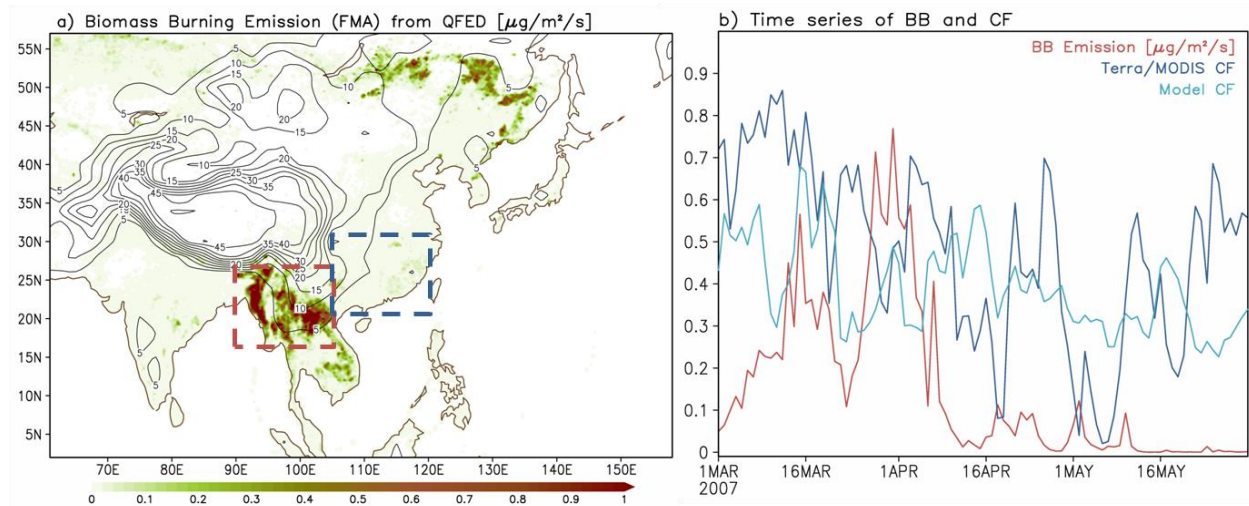 a) Biomass Burning Emission (FMA) from QFED [μg/m²/s]
55N
50N
45N
40N
35N
30N
25N
20N
15N
10N
5N
70E 80E 90E 100E 110E 120E 130E 140E 150E
0 0.1 0.2 0.3 0.4 0.5 0.6 0.7 0.8 0.9 1
b) Time series of BB and CF
BB Emission [μg/m²/s]
Terra/MODIS CF
Model CF
0.9
0.8
0.7
0.6
0.5
0.4
0.3
0.2
0.1
0
1MAR 16MAR 1APR 16APR 1MAY 16MAY
2007